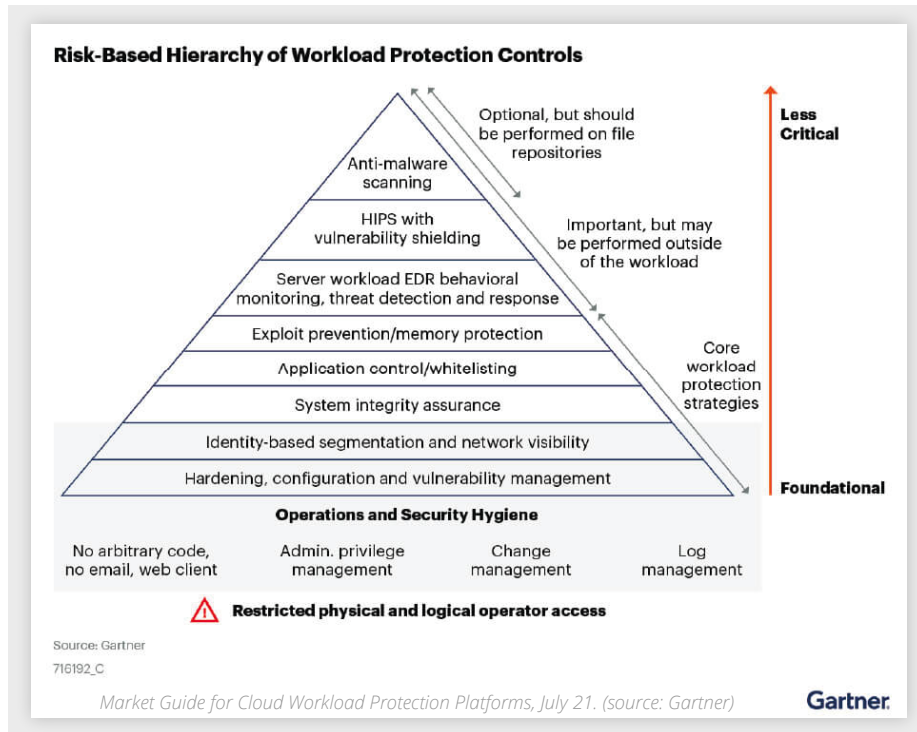 Risk-Based Hierarchy of Workload Protection Controls
Optional, but should
be performed on file
repositories
Less
Critical
Anti-malware
scanning
HIPS with
vulnerability shielding
Important, but may
be performed outside
of the workload
Server workload EDR behavioral
monitoring, threat detection and response
Exploit prevention/memory protection
Core
workload
protection
strategies
Application control/whitelisting
System integrity assurance
Identity-based segmentation and network visibility
Hardening, configuration and vulnerability management
Foundational
Operations and Security Hygiene
No arbitrary code,
no email, web client
Admin. privilege
management
Change
management
Log
management
Restricted physical and logical operator access
Source: Gartner
716192_C
Market Guide for Cloud Workload Protection Platforms, July 21. (source: Gartner)
Gartner.